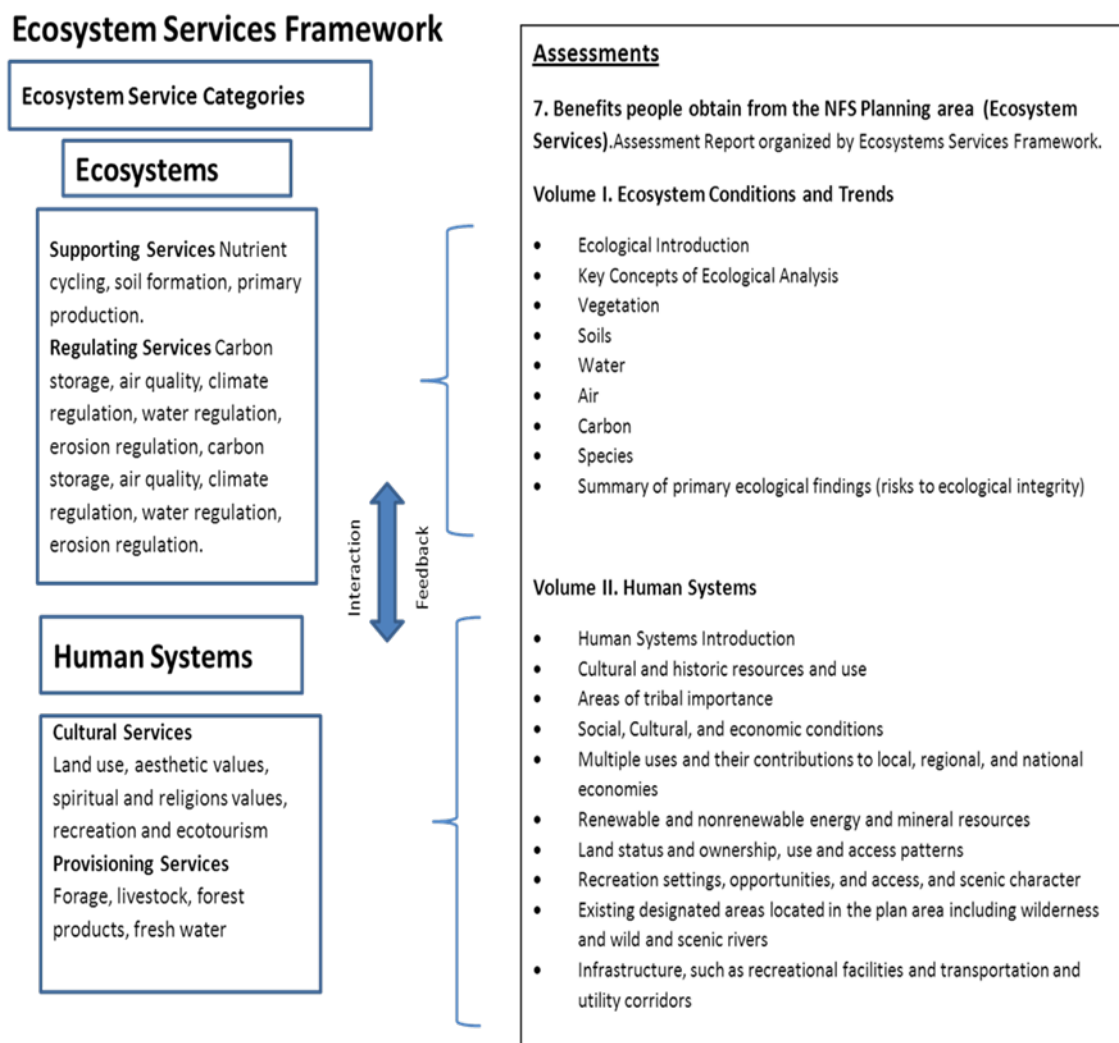 Ecosystem Services Framework
Ecosystem Service Categories
Ecosystems
Supporting Services Nutrient
cycling, soil formation, primary
production.
Regulating Services Carbon
storage, air quality, climate
regulation, water regulation,
erosion regulation, carbon
storage, air quality, climate
regulation, water regulation,
erosion regulation.
Interaction
Feedback
Human Systems
Cultural Services
Land use, aesthetic values,
spiritual and religions values,
recreation and ecotourism
Provisioning Services
Forage, livestock, forest
products, fresh water
Assessments
7. Benefits people obtain from the NFS Planning area (Ecosystem
Services).Assessment Report organized by Ecosystems Services Framework.
Volume I. Ecosystem Conditions and Trends
• Ecological Introduction
• Key Concepts of Ecological Analysis
• Vegetation
• Soils
• Water
• Air
• Carbon
• Species
• Summary of primary ecological findings (risks to ecological integrity)
Volume II. Human Systems
• Human Systems Introduction
• Cultural and historic resources and use
• Areas of tribal importance
• Social, Cultural, and economic conditions
• Multiple uses and their contributions to local, regional, and national
economies
• Renewable and nonrenewable energy and mineral resources
• Land status and ownership, use and access patterns
• Recreation settings, opportunities, and access, and scenic character
• Existing designated areas located in the plan area including wilderness
and wild and scenic rivers
• Infrastructure, such as recreational facilities and transportation and
utility corridors